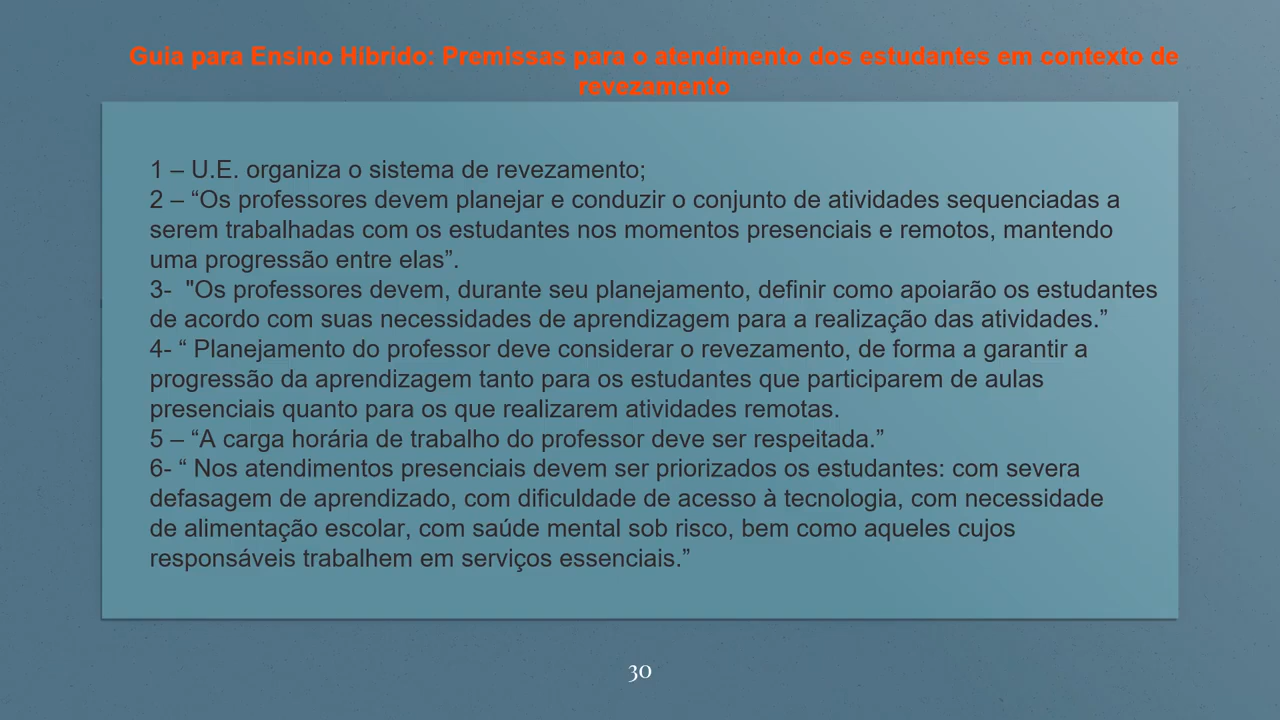 Guia para Ensino Híbrido: Premissas para o atendimento dos estudantes em contexto de
revezamento
1 – U.E. organiza o sistema de revezamento;
2 – “Os professores devem planejar e conduzir o conjunto de atividades sequenciadas a
serem trabalhadas com os estudantes nos momentos presenciais e remotos, mantendo
uma progressão entre elas”.
3-  "Os professores devem, durante seu planejamento, definir como apoiarão os estudantes
de acordo com suas necessidades de aprendizagem para a realização das atividades.”
4- “ Planejamento do professor deve considerar o revezamento, de forma a garantir a
progressão da aprendizagem tanto para os estudantes que participarem de aulas
presenciais quanto para os que realizarem atividades remotas.
5 – “A carga horária de trabalho do professor deve ser respeitada.”
6- “ Nos atendimentos presenciais devem ser priorizados os estudantes: com severa
defasagem de aprendizado, com dificuldade de acesso à tecnologia, com necessidade
de alimentação escolar, com saúde mental sob risco, bem como aqueles cujos
responsáveis trabalhem em serviços essenciais.”
30